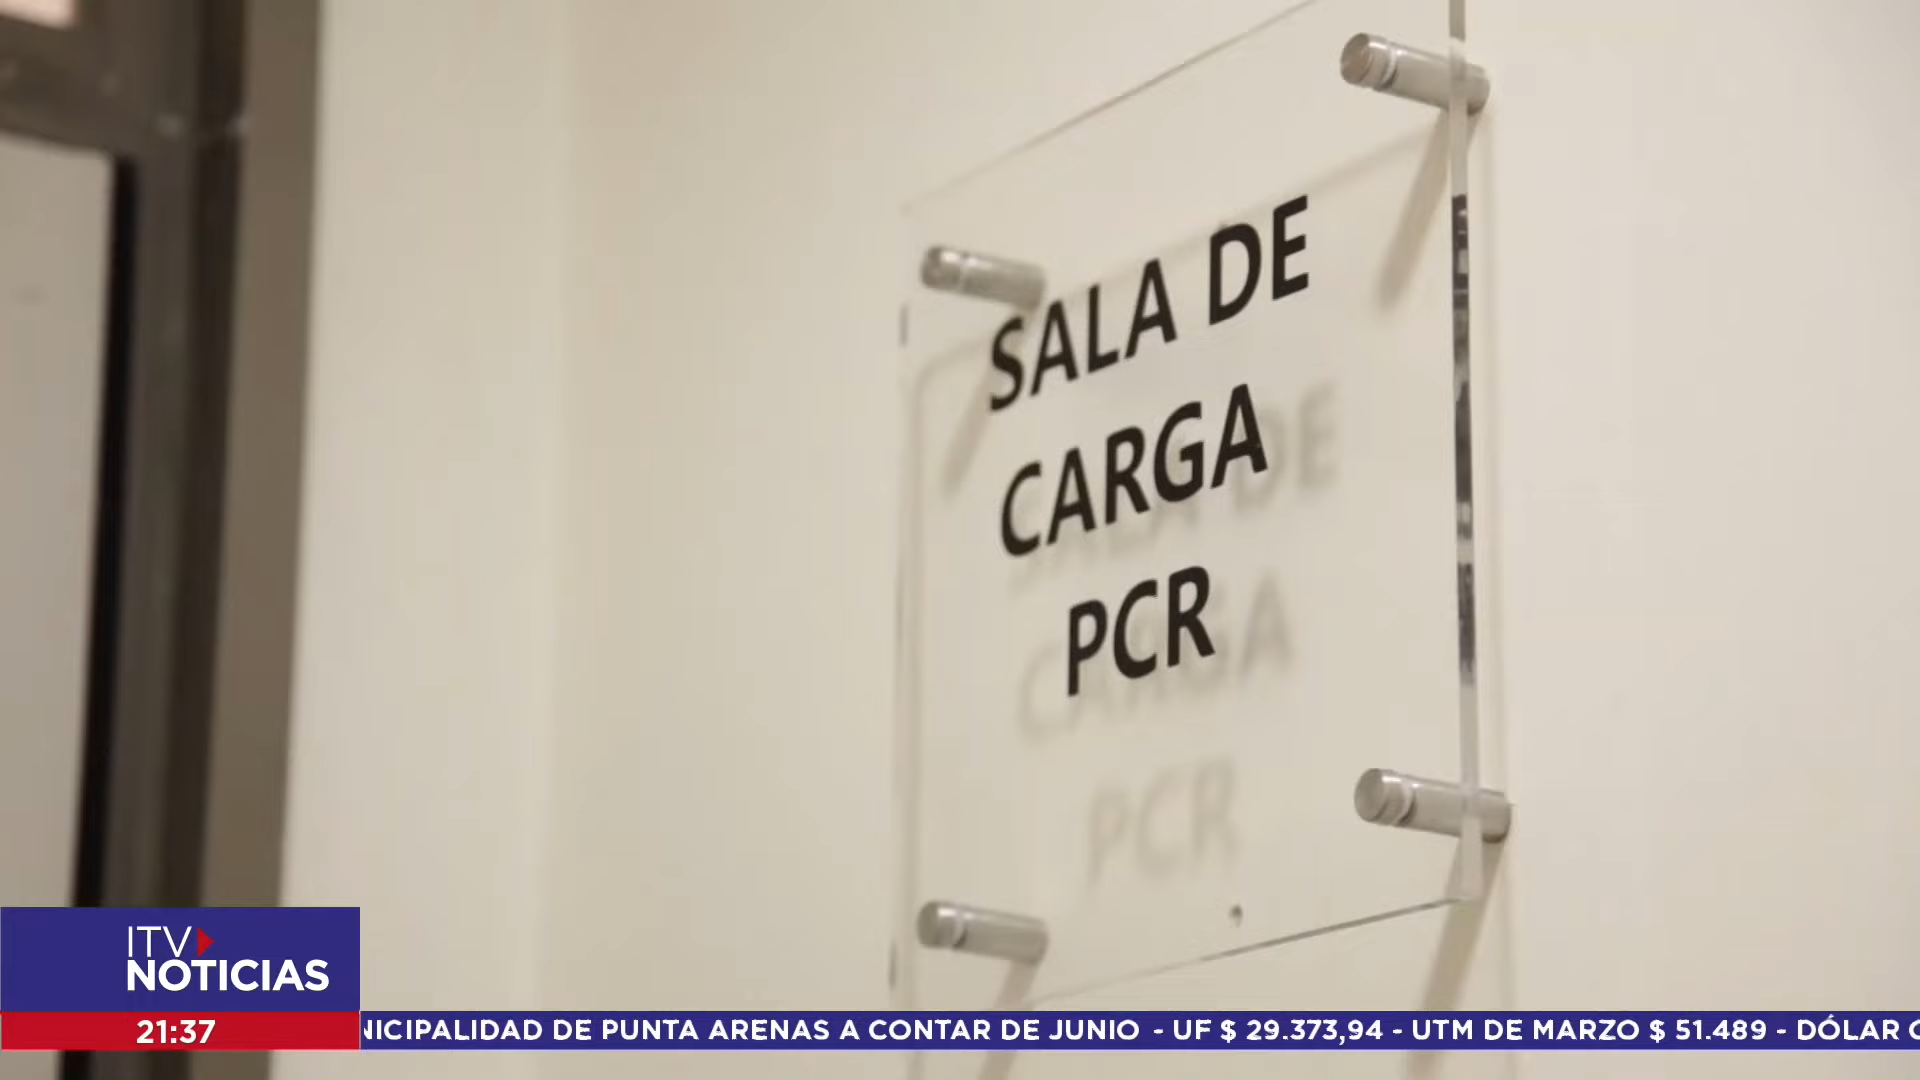 SALA DE
CARGA
PCR
ITV
NOTICIAS
21:37
NICIPALIDAD DE PUNTA ARENAS A CONTAR DE JUNIO - UF $ 29.373,94 - UTM DE MARZO $ 51.489 - DÓLAR